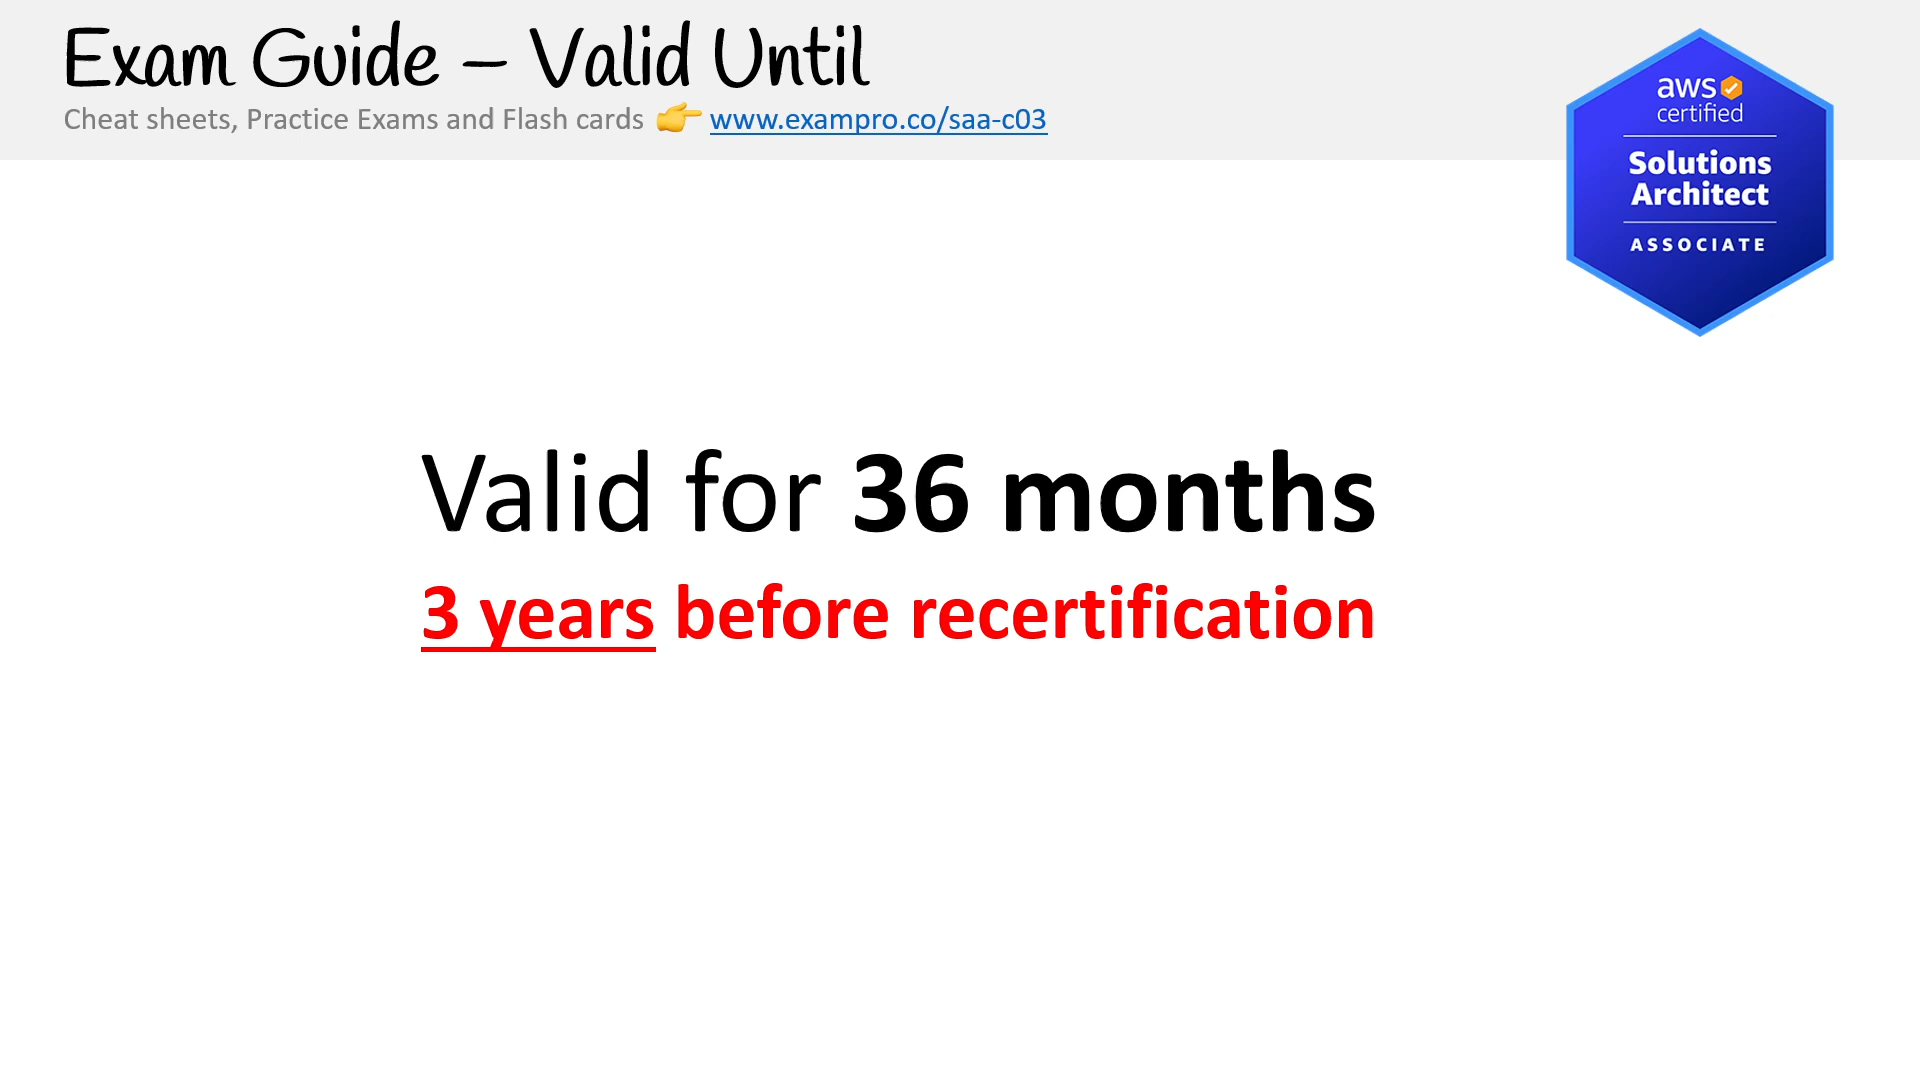 Exam Guide – Valid Until
Cheat sheets, Practice Exams and Flash cards 👉 www.exampro.co/saa-c03
aws
certified
Solutions
Architect
ASSOCIATE
Valid for 36 months
3 years before recertification